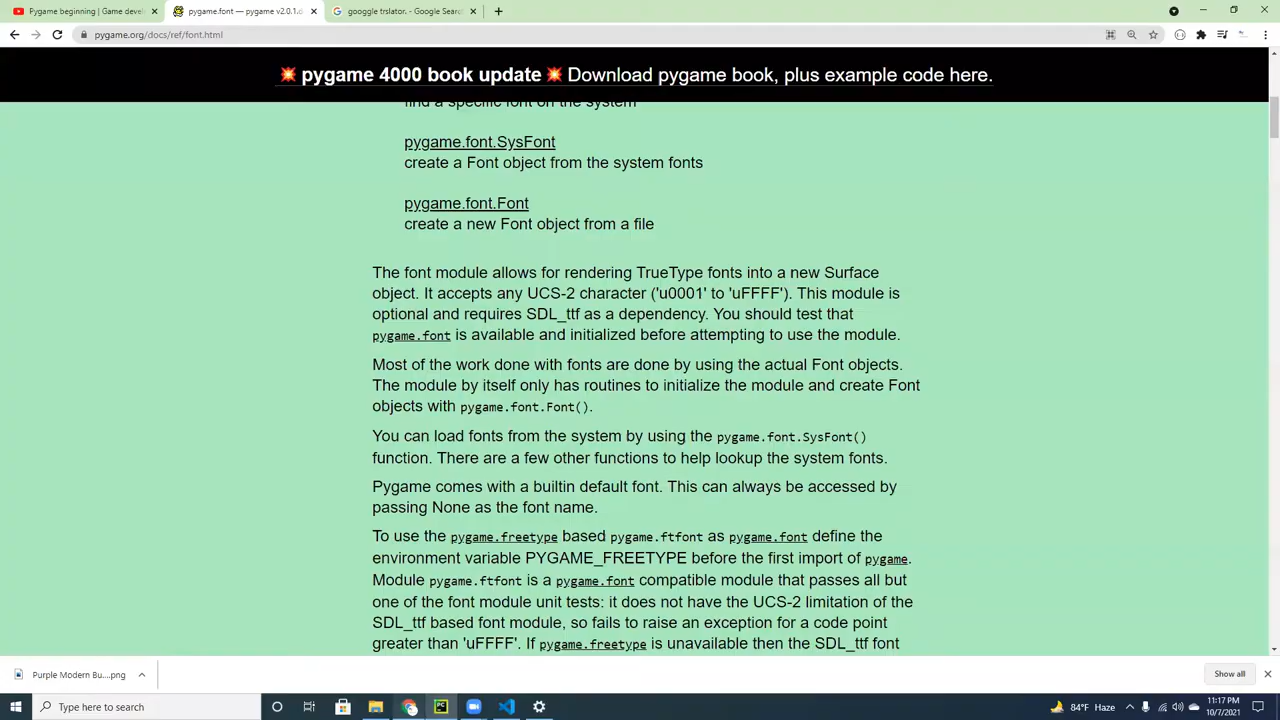 Pygame beginning | Game devel
pygame.font — pygame v2.0.1.d
googgle trslator. - Google Sear
pygame.org/docs/ref/font.html
pygame 4000 book update Download pygame book, plus example code here.
find a specific font on the system
pygame.font.SysFont
create a Font object from the system fonts
pygame.font.Font
create a new Font object from a file
The font module allows for rendering TrueType fonts into a new Surface
object. It accepts any UCS-2 character ('u0001' to 'uFFFF'). This module is
optional and requires SDL_ttf as a dependency. You should test that
pygame.font is available and initialized before attempting to use the module.
Most of the work done with fonts are done by using the actual Font objects.
The module by itself only has routines to initialize the module and create Font
objects with pygame.font.Font().
You can load fonts from the system by using the pygame.font.SysFont()
function. There are a few other functions to help lookup the system fonts.
Pygame comes with a builtin default font. This can always be accessed by
passing None as the font name.
To use the pygame.freetype based pygame.ftfont as pygame.font define the
environment variable PYGAME_FREETYPE before the first import of pygame.
Module pygame.ftfont is a pygame.font compatible module that passes all but
one of the font module unit tests: it does not have the UCS-2 limitation of the
SDL_ttf based font module, so fails to raise an exception for a code point
greater than 'uFFFF'. If pygame.freetype is unavailable then the SDL_ttf font
Purple Modern Bu....png
Show all
Type here to search
84°F Haze
11:17 PM
10/7/2021